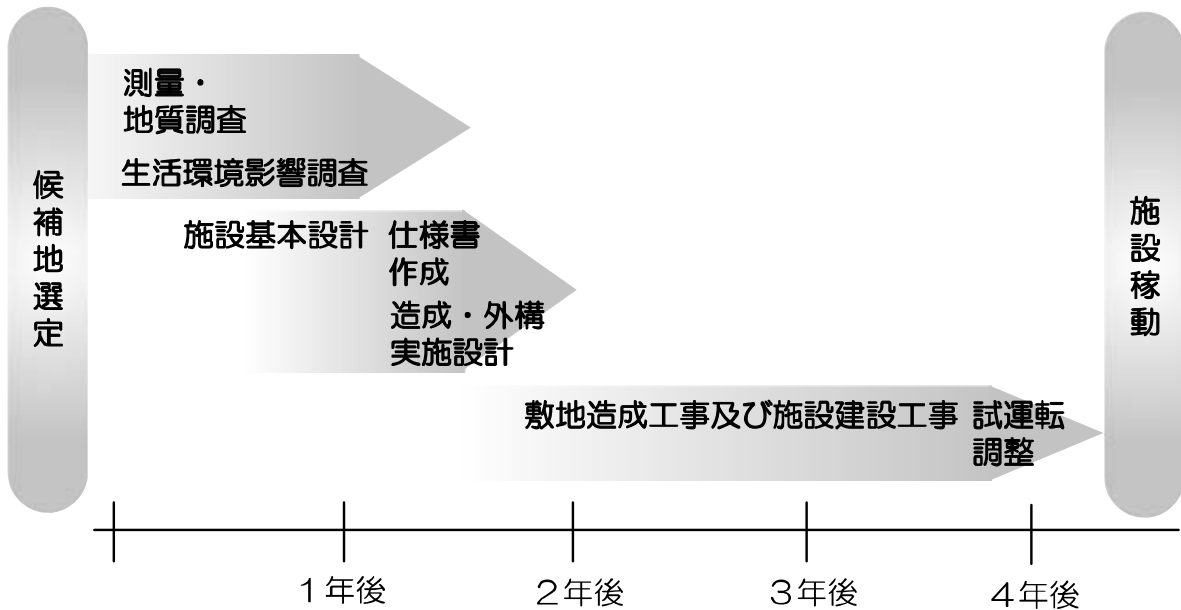 候補地選定
測量・
地質調査
生活環境影響調査
施設基本設計 仕様書
作成
造成・外構
実施設計
敷地造成工事及び施設建設工事 試運転
調整
施設稼動
1年後
2年後
3年後
4年後